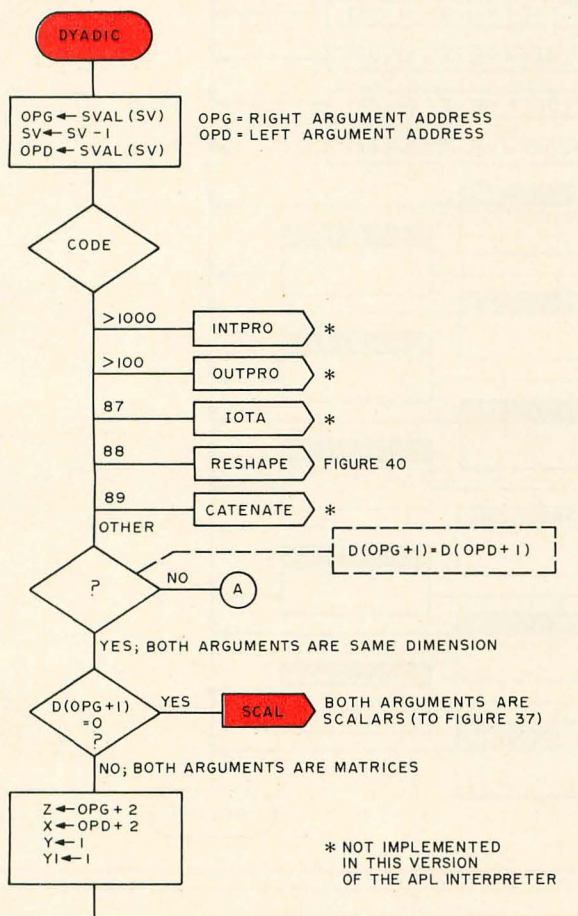 DYADIC
OPG ← SVAL (SV)
SV ← SV - 1
OPD ← SVAL (SV)
OPG = RIGHT ARGUMENT ADDRESS
OPD = LEFT ARGUMENT ADDRESS
CODE
>1000
INTPRO
*
>100
OUTPRO
*
87
IOTA
*
88
RESHAPE
FIGURE 40
89
CATENATE
*
OTHER
D(OPG+1)=D(OPD+1)
?
NO
A
YES; BOTH ARGUMENTS ARE SAME DIMENSION
D(OPG+1)
=0
?
YES
SCAL
BOTH ARGUMENTS ARE
SCALARS (TO FIGURE 37)
NO; BOTH ARGUMENTS ARE MATRICES
Z ← OPG + 2
X ← OPD + 2
Y ← 1
Y1 ← 1
* NOT IMPLEMENTED
IN THIS VERSION
OF THE APL INTERPRETER